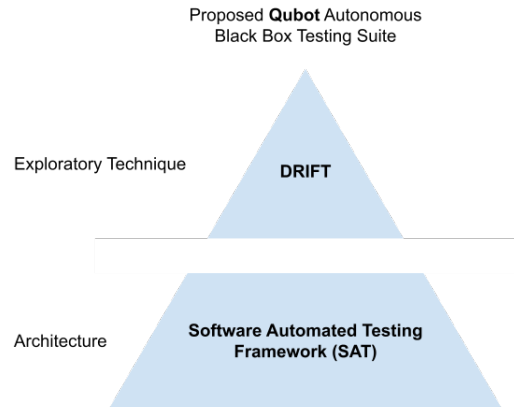 Proposed Qubot Autonomous
Black Box Testing Suite
Exploratory Technique
DRIFT
Architecture
Software Automated Testing
Framework (SAT)